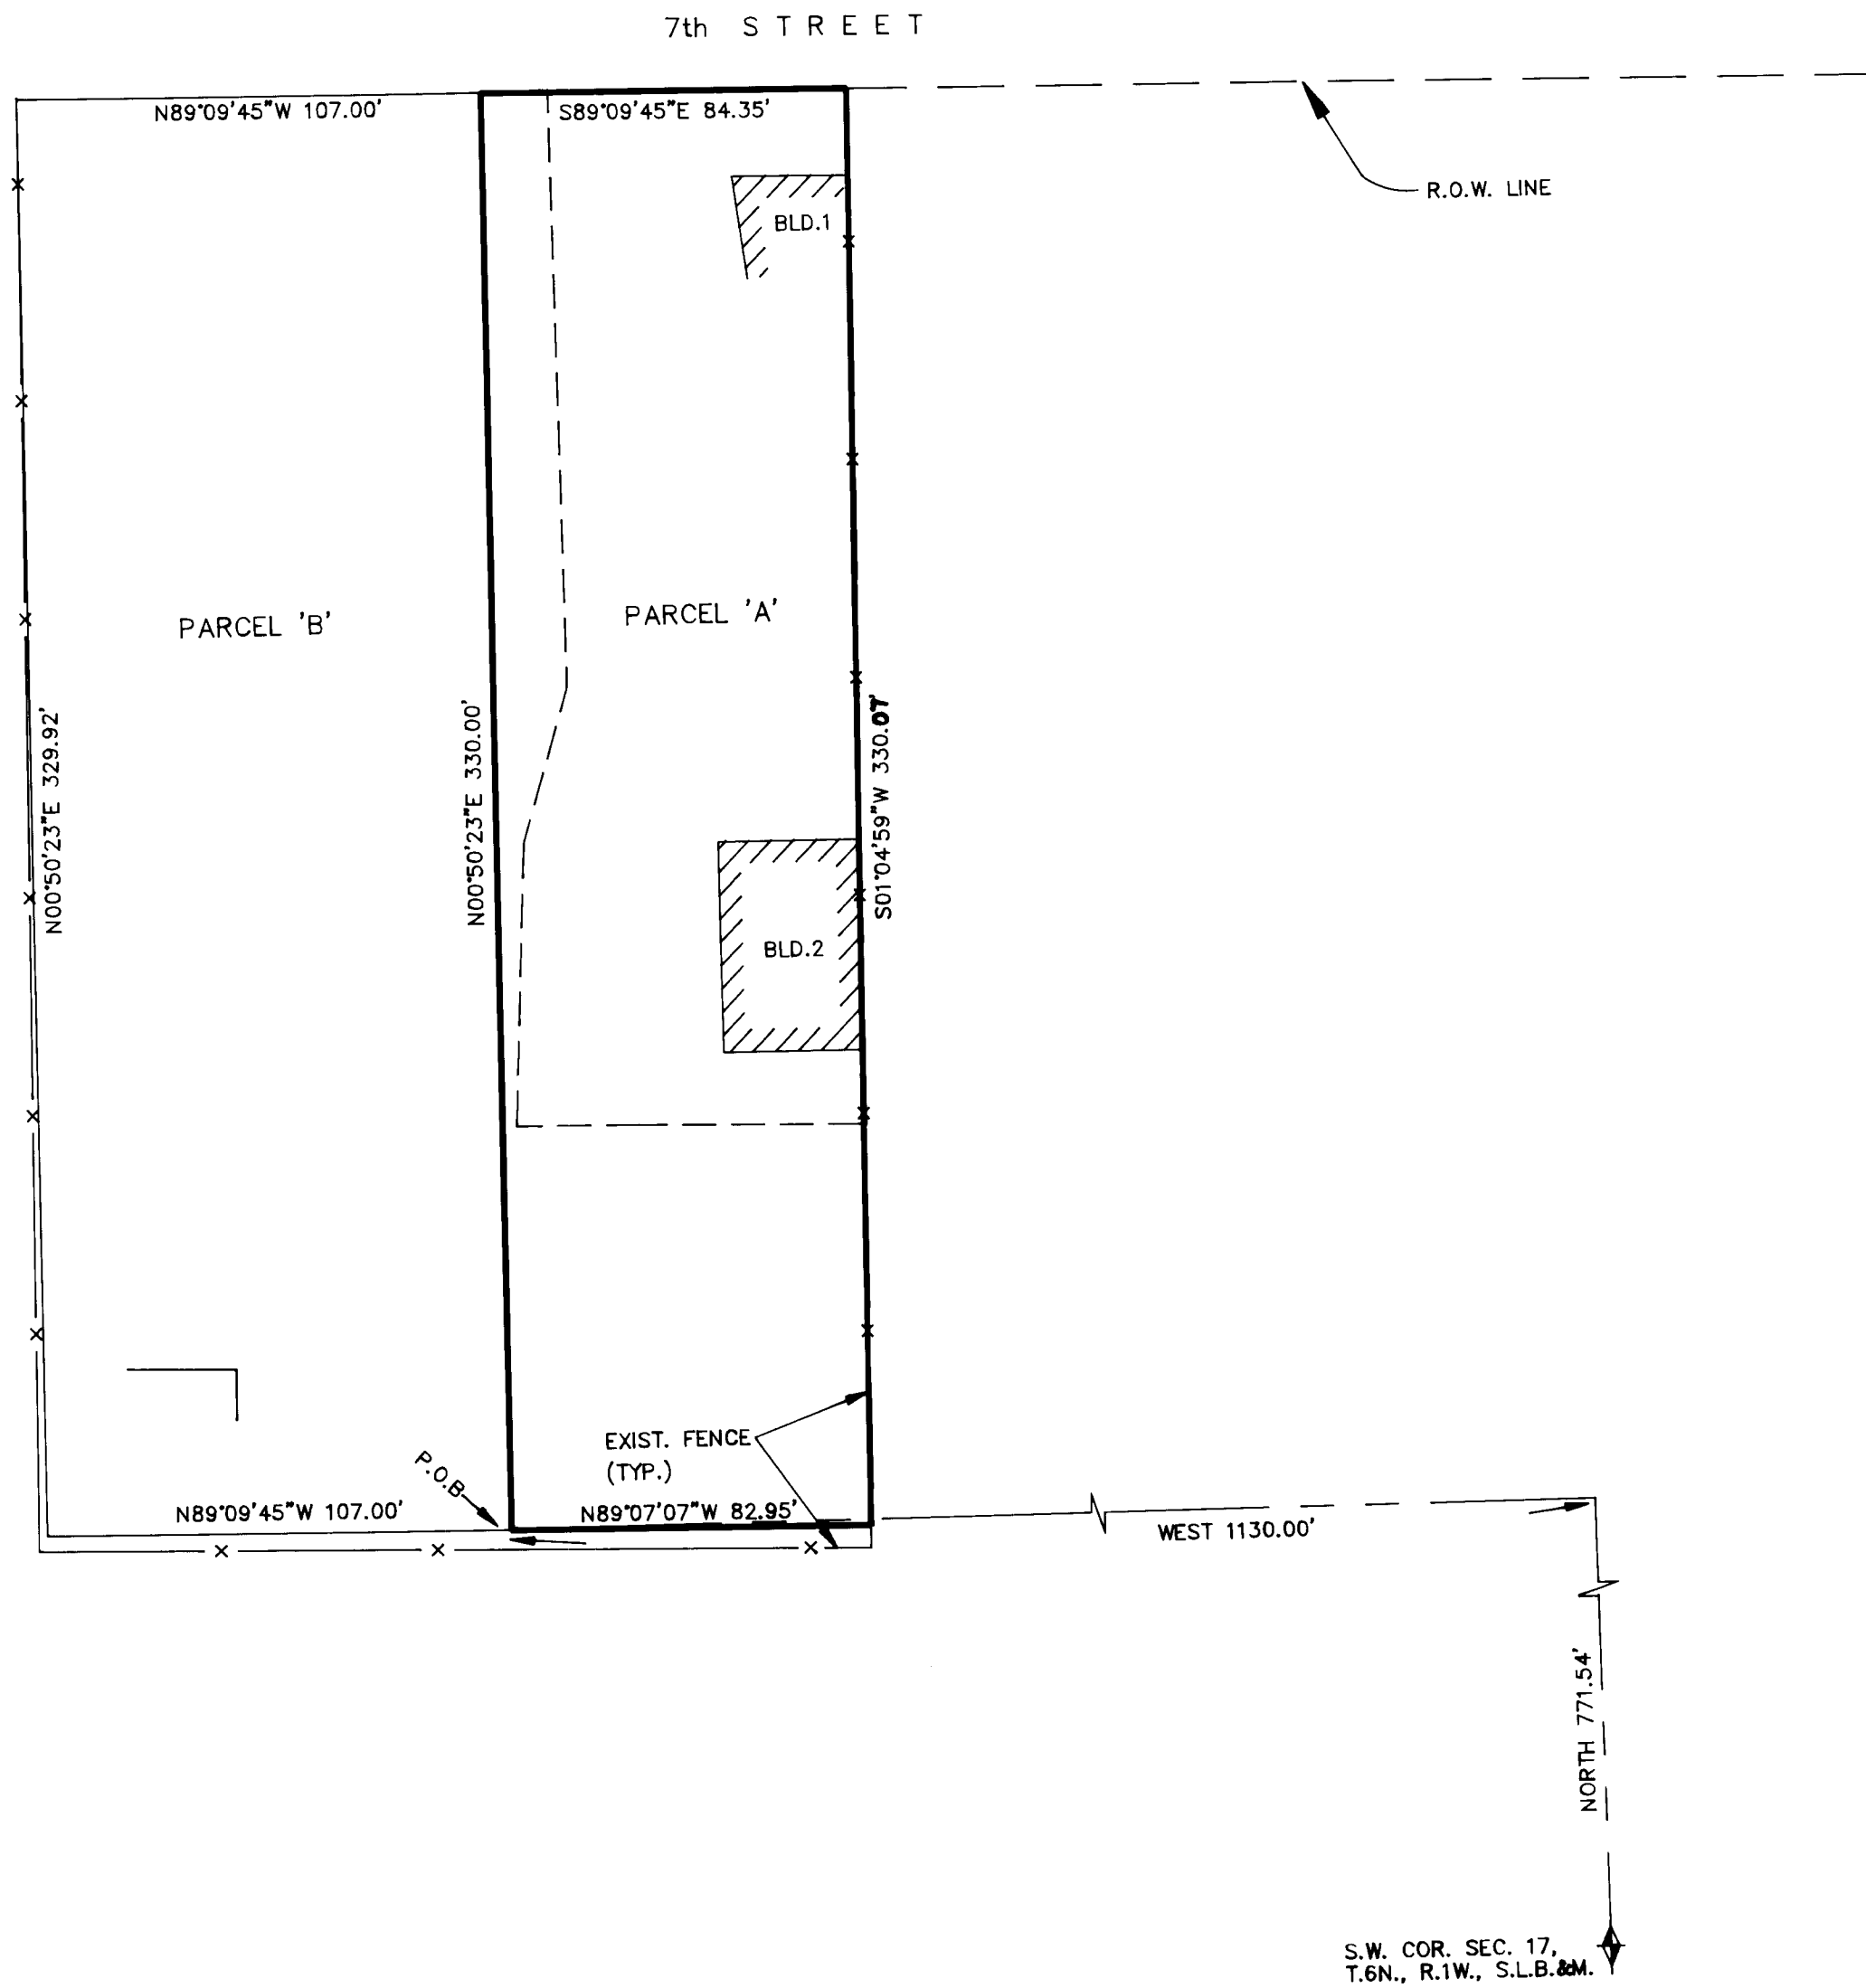 7th STREET
N89°09'45"W 107.00'
S89°09'45"E 84.35'
R.O.W. LINE
BLD.1
PARCEL 'B'
PARCEL 'A'
N00°50'23"E 329.92'
N00°50'23"E 330.00'
S01°04'59"W 330.07'
BLD.2
EXIST. FENCE
(TYP.)
P.O.B.
N89°09'45"W 107.00'
N89°07'07"W 82.95'
WEST 1130.00'
NORTH 771.54'
S.W. COR. SEC. 17,
T.6N., R.1W., S.L.B.&M.